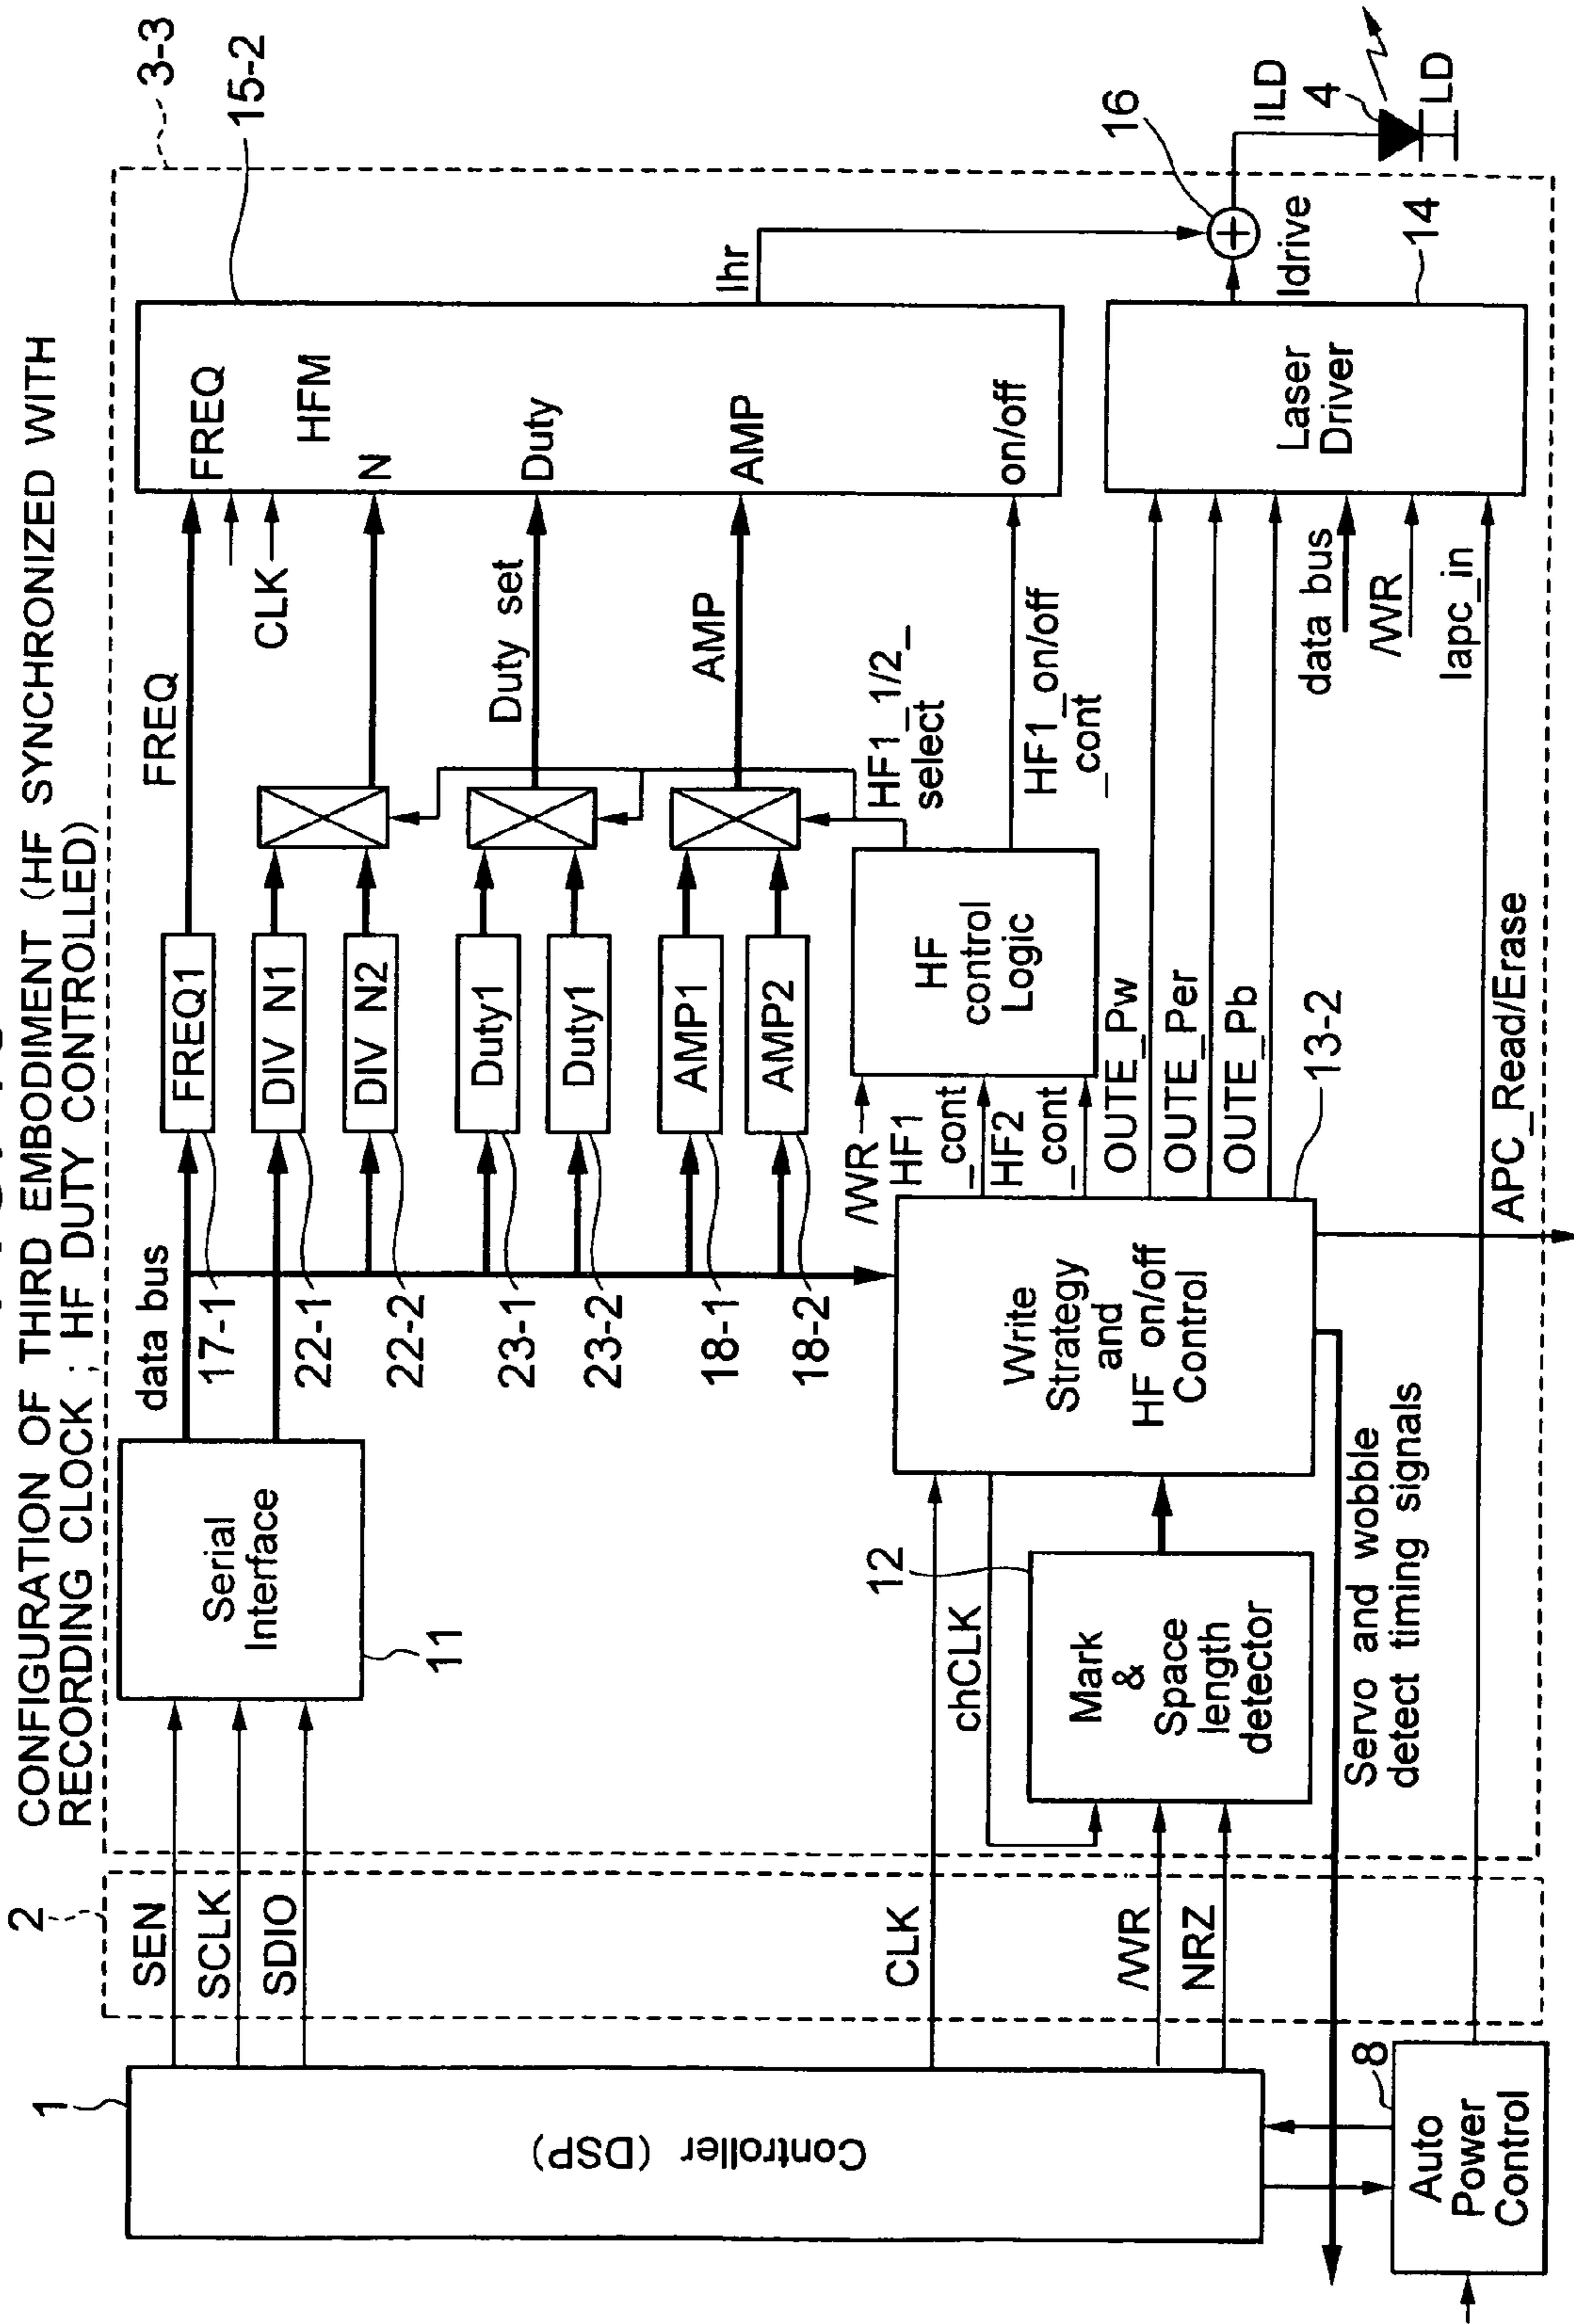 CONFIGURATION OF THIRD EMBODIMENT (HF SYNCHRONIZED WITH
RECORDING CLOCK ; HF DUTY CONTROLLED)
1
2
3-3
Controller (DSP)
SEN
SCLK
SDIO
CLK
/WR
NRZ
8
Auto
Power
Control
Serial
Interface
11
data bus
17-1
22-1
22-2
23-1
23-2
18-1
18-2
FREQ1
DIV N1
DIV N2
Duty1
Duty1
AMP1
AMP2
FREQ
CLK
Duty set
AMP
HF1_1/2_
select
HF1_on/off
_cont
15-2
FREQ
HFM
N
Duty
AMP
on/off
Ihr
16
ILD
4
LD
Idrive
14
Laser
Driver
data bus
/WR
Iapc_in
HF
control
Logic
/WR
HF1
_cont
HF2
_cont
OUTE_Pw
OUTE_Per
OUTE_Pb
13-2
Write
Strategy
and
HF on/off
Control
chCLK
12
Mark
&
Space
length
detector
Servo and wobble
detect timing signals
APC_Read/Erase